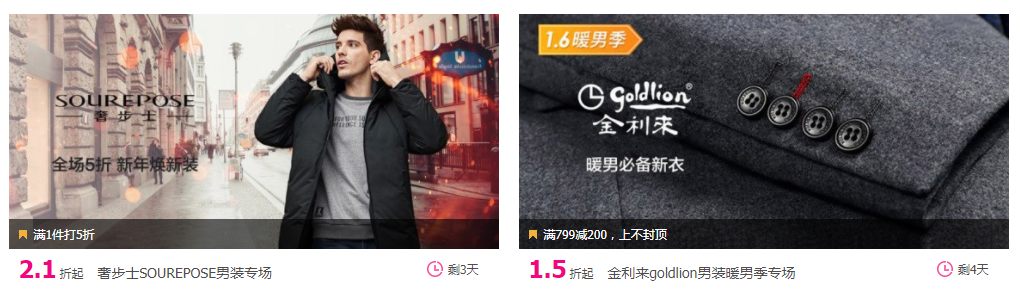 SOUREPOSE
奢步士
全场5折 新年焕新装
满1件打5折
2.1折起 奢步士SOUREPOSE男装专场 剩3天
1.6暖男季
Goldlion®
金利来
暖男必备新衣
满799减200，上不封顶
1.5折起 金利来goldlion男装暖男季专场 剩4天